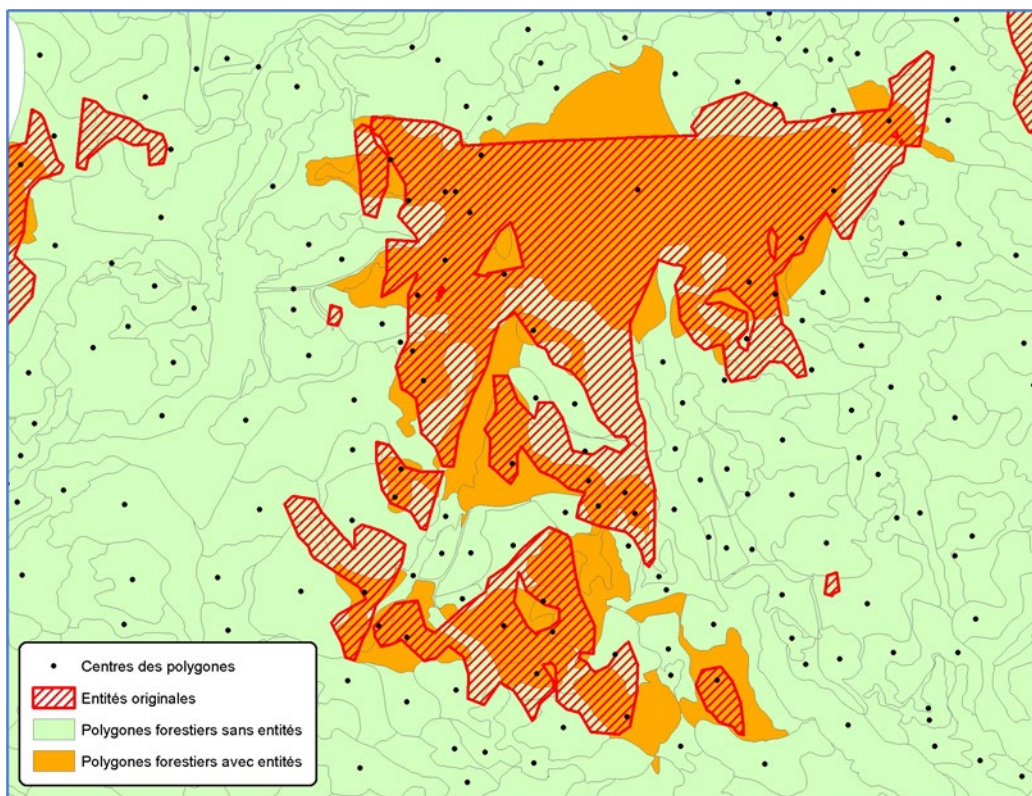 Centres des polygones
Entités originales
Polygones forestiers sans entités
Polygones forestiers avec entités